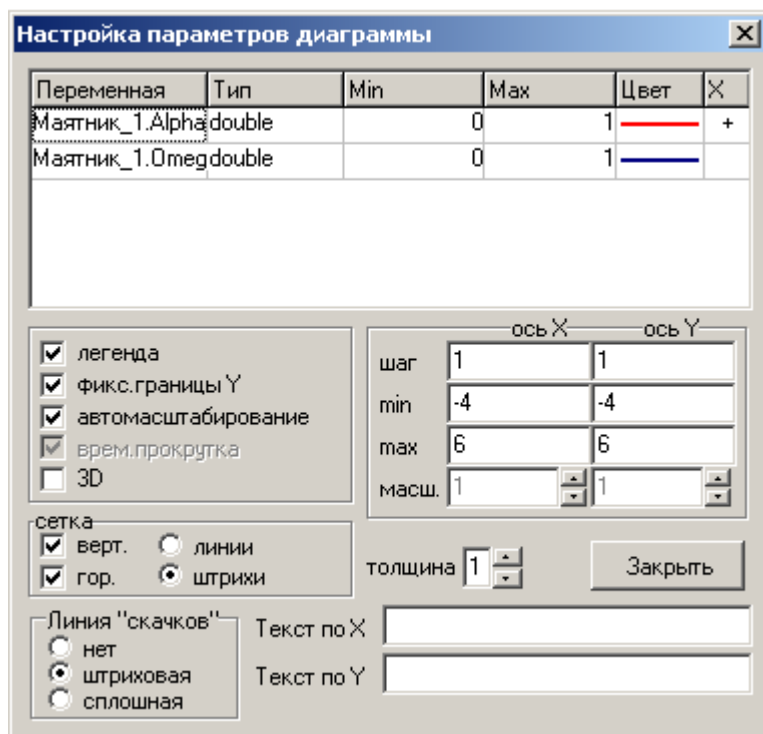 Настройка параметров диаграммы
Переменная Тип Min Max Цвет X
Маятник_1.Alpha double 0 1 +
Маятник_1.Omeg double 0 1
ось X ось Y
легенда
фикс.границы Y
автомасштабирование
врем.прокрутка
3D
шаг 1 1
min -4 -4
max 6 6
масш. 1 1
сетка
верт. линии
гор. штрихи
толщина 1 Закрыть
Линия "скачков"
нет
штриховая
сплошная
Текст по X
Текст по Y